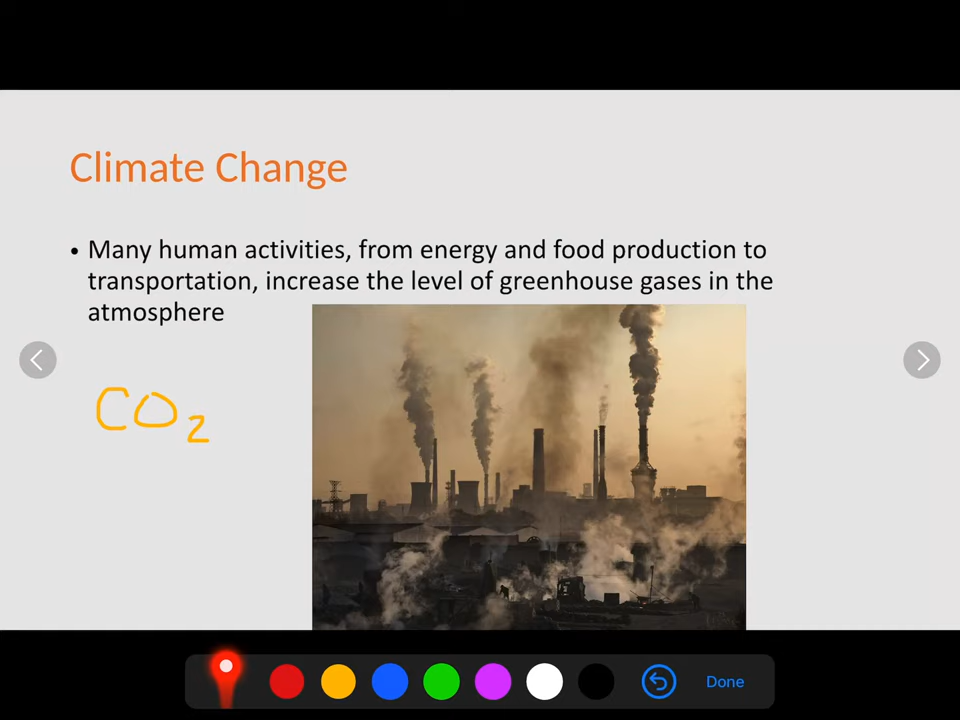 Climate Change
• Many human activities, from energy and food production to
transportation, increase the level of greenhouse gases in the
atmosphere
CO₂
Done